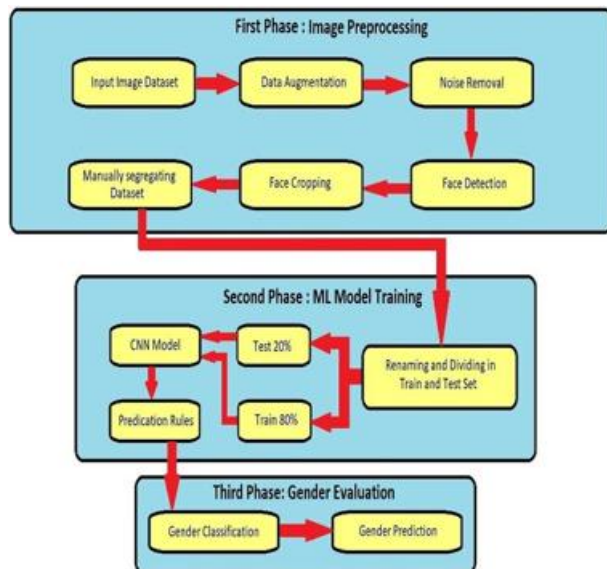 First Phase : Image Preprocessing
Input Image Dataset
Data Augmentation
Noise Removal
Face Detection
Face Cropping
Manually segregating
Dataset
Second Phase : ML Model Training
Renaming and Dividing in
Train and Test Set
Test 20%
Train 80%
CNN Model
Predication Rules
Third Phase: Gender Evaluation
Gender Classification
Gender Prediction